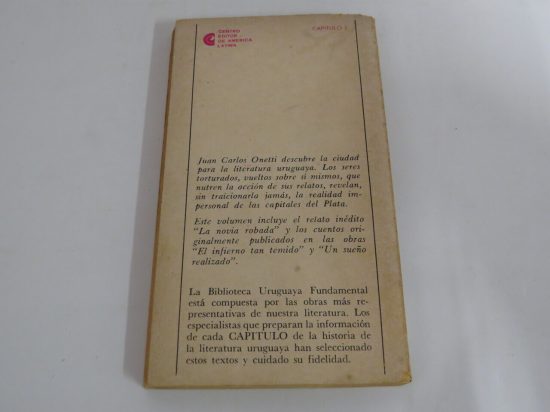 CENTRO
EDITOR
DE AMERICA
LATINA
CAPITULO
Juan Carlos Onetti descubre la ciudad
para la literatura uruguaya. Los seres
torturados, vueltos sobre sí mismos, que
nutren la acción de sus relatos, revelan,
sin traicionarla jamás, la realidad im-
personal de las capitales del Plata.
Este volumen incluye el relato inédito
"La novia robada" y los cuentos ori-
ginalmente publicados en las obras
"El infierno tan temido" y "Un sueño
realizado".
La Biblioteca Uruguaya Fundamental
está compuesta por las obras más re-
presentativas de nuestra literatura. Los
especialistas que preparan la información
de cada CAPITULO de la historia de
la literatura uruguaya han seleccionado
estos textos y cuidado su fidelidad.